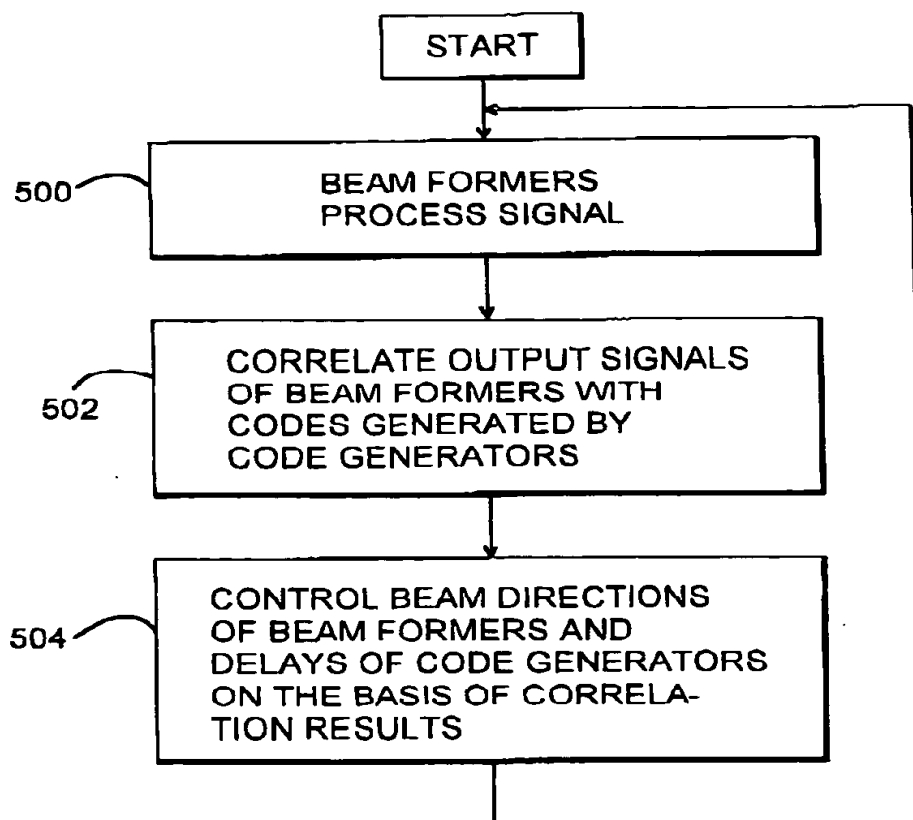 START
500
BEAM FORMERS
PROCESS SIGNAL
502
CORRELATE OUTPUT SIGNALS
OF BEAM FORMERS WITH
CODES GENERATED BY
CODE GENERATORS
504
CONTROL BEAM DIRECTIONS
OF BEAM FORMERS AND
DELAYS OF CODE GENERATORS
ON THE BASIS OF CORRELA-
TION RESULTS